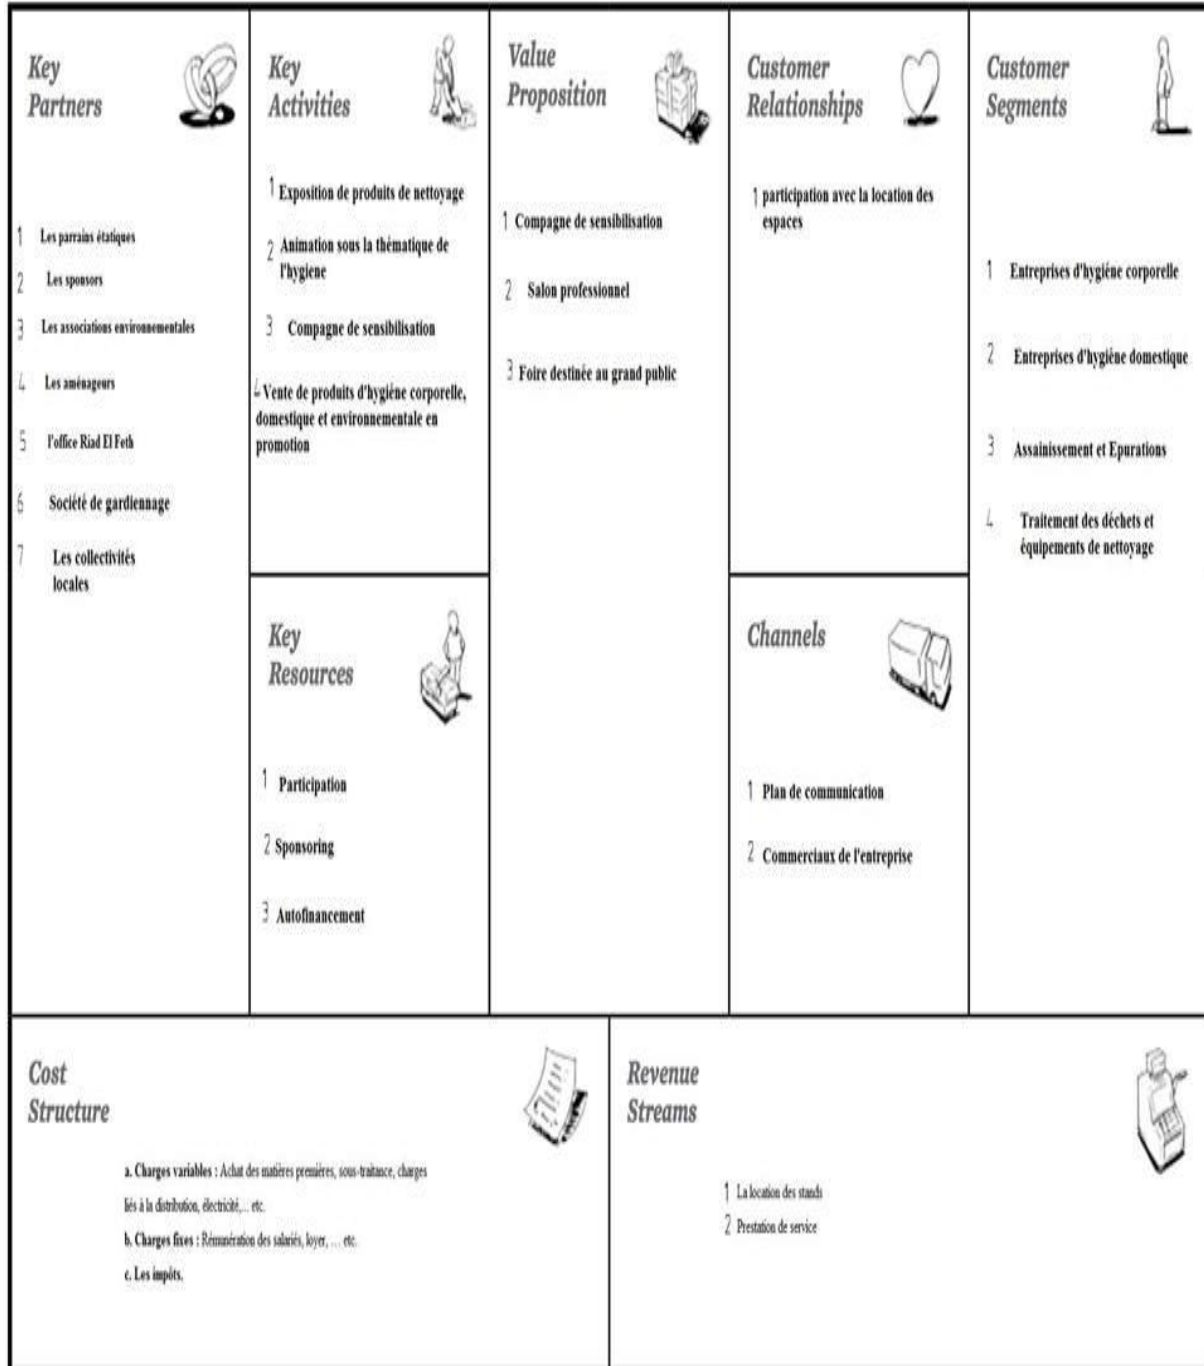 Key
Partners
1 Les parrains étatiques
2 Les sponsors
3 Les associations environnementales
4 Les aménageurs
5 l'office Riad El Feth
6 Société de gardiennage
7 Les collectivités
locales
Key
Activities
1 Exposition de produits de nettoyage
2 Animation sous la thématique de
l'hygiene
3 Compagne de sensibilisation
4 Vente de produits d'hygiéne corporelle,
domestique et environnementale en
promotion
Key
Resources
1 Participation
2 Sponsoring
3 Autofinancement
Value
Proposition
1 Compagne de sensibilisation
2 Salon professionnel
3 Foire destinée au grand public
Customer
Relationships
1 participation avec la location des
espaces
Channels
1 Plan de communication
2 Commerciaux de l'entreprise
Customer
Segments
1 Entreprises d'hygiéne corporelle
2 Entreprises d'hygiéne domestique
3 Assainissement et Epurations
4 Traitement des déchets et
équipements de nettoyage
Cost
Structure
a. Charges variables : Achat des matières premières, sous-traitance, charges
liés à la distribution, électricité,... etc.
b. Charges fixes : Rémunération des salariés, loyer, … etc.
c. Les impôts.
Revenue
Streams
1 La location des stands
2 Prestation de service